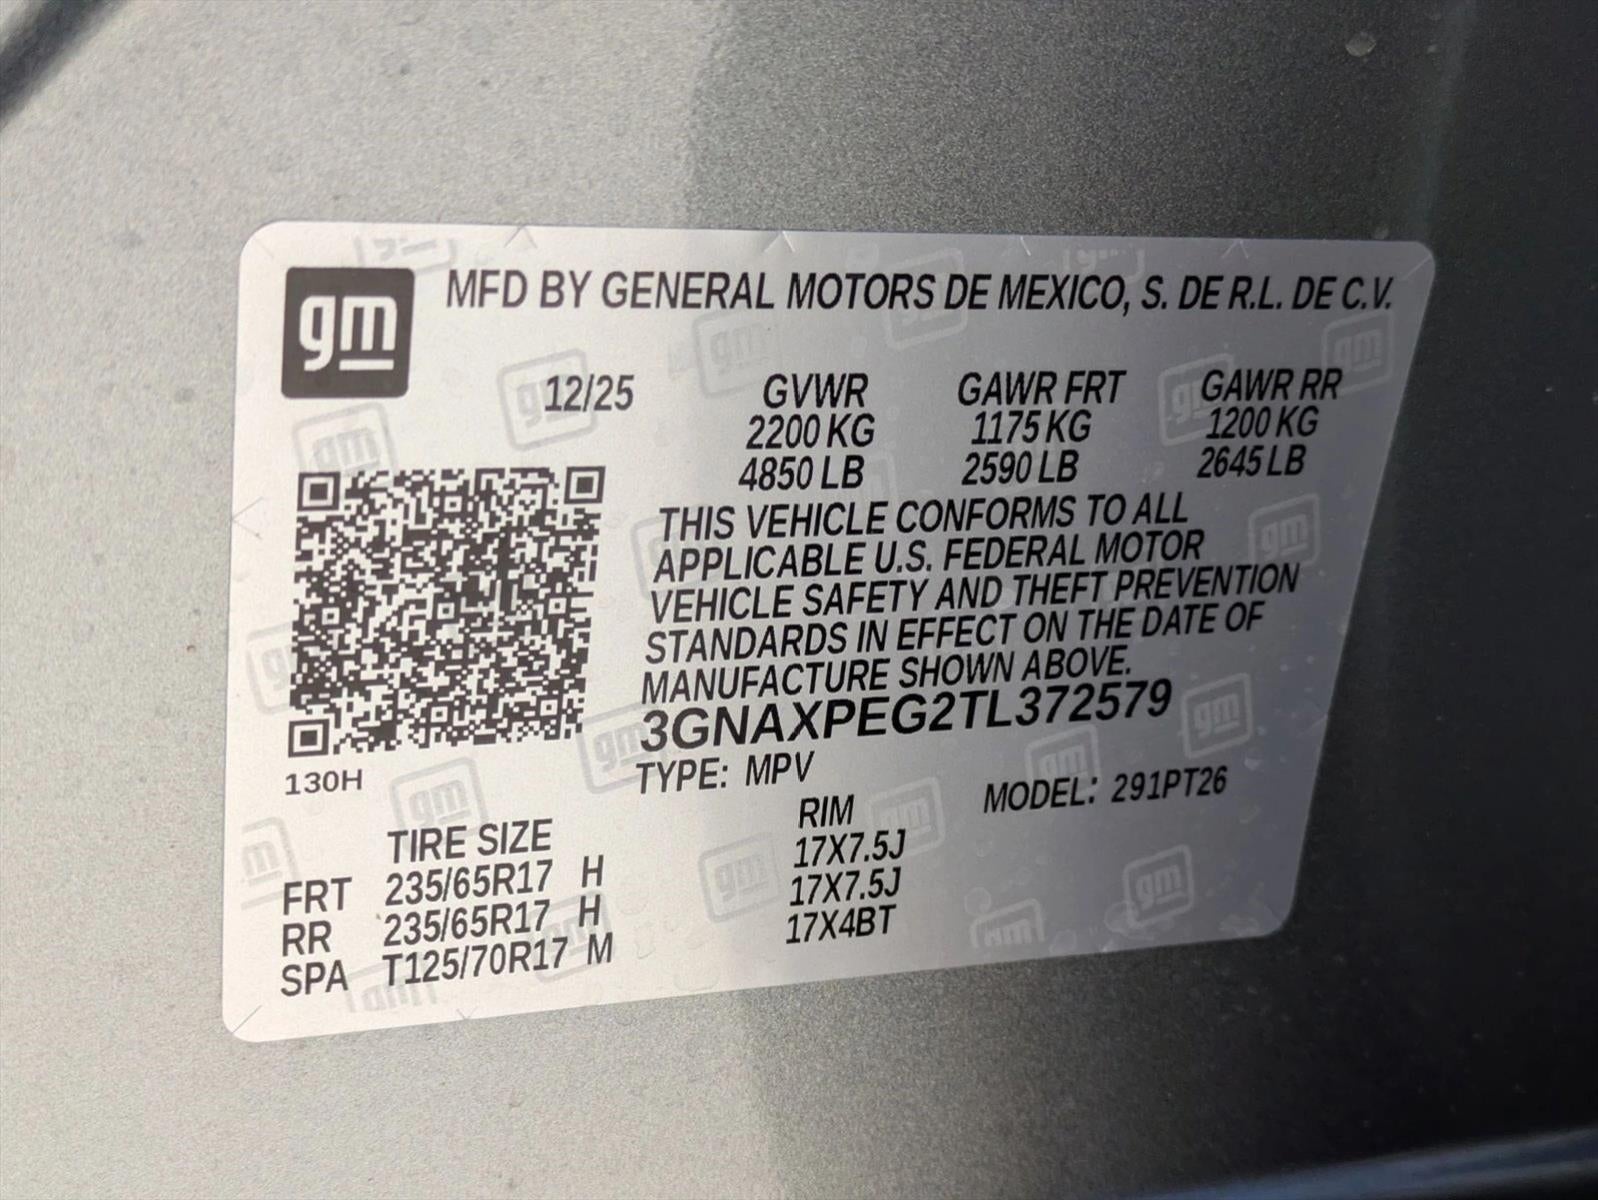 gm MFD BY GENERAL MOTORS DE MEXICO, S. DE R.L. DE C.V.
12/25 GVWR GAWR FRT GAWR RR
2200 KG 1175 KG 1200 KG
4850 LB 2590 LB 2645 LB
THIS VEHICLE CONFORMS TO ALL
APPLICABLE U.S. FEDERAL MOTOR
VEHICLE SAFETY AND THEFT PREVENTION
STANDARDS IN EFFECT ON THE DATE OF
MANUFACTURE SHOWN ABOVE.
3GNAXPEG2TL372579
130H TYPE: MPV MODEL: 291PT26
TIRE SIZE RIM
FRT 235/65R17 H 17X7.5J
RR 235/65R17 H 17X7.5J
SPA T125/70R17 M 17X4BT